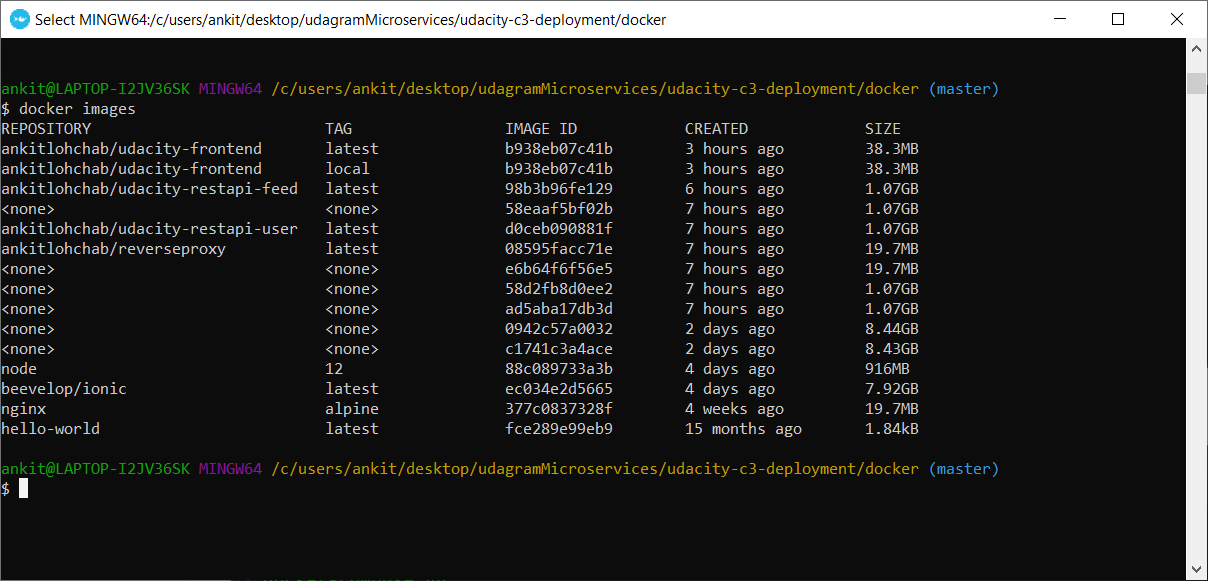 Select MINGW64:/c/users/ankit/desktop/udagramMicroservices/udacity-c3-deployment/docker
ankit@LAPTOP-I2JV36SK MINGW64 /c/users/ankit/desktop/udagramMicroservices/udacity-c3-deployment/docker (master)
$ docker images
REPOSITORY TAG IMAGE ID CREATED SIZE
ankitlohchab/udacity-frontend latest b938eb07c41b 3 hours ago 38.3MB
ankitlohchab/udacity-frontend local b938eb07c41b 3 hours ago 38.3MB
ankitlohchab/udacity-restapi-feed latest 98b3b96fe129 6 hours ago 1.07GB
<none> <none> 58eaaf5bf02b 7 hours ago 1.07GB
ankitlohchab/udacity-restapi-user latest d0ceb090881f 7 hours ago 1.07GB
ankitlohchab/reverseproxy latest 08595facc71e 7 hours ago 19.7MB
<none> <none> e6b64f6f56e5 7 hours ago 19.7MB
<none> <none> 58d2fb8d0ee2 7 hours ago 1.07GB
<none> <none> ad5aba17db3d 7 hours ago 1.07GB
<none> <none> 0942c57a0032 2 days ago 8.44GB
<none> <none> c1741c3a4ace 2 days ago 8.43GB
node 12 88c089733a3b 4 days ago 916MB
beevelop/ionic latest ec034e2d5665 4 days ago 7.92GB
nginx alpine 377c0837328f 4 weeks ago 19.7MB
hello-world latest fce289e99eb9 15 months ago 1.84kB
ankit@LAPTOP-I2JV36SK MINGW64 /c/users/ankit/desktop/udagramMicroservices/udacity-c3-deployment/docker (master)
$